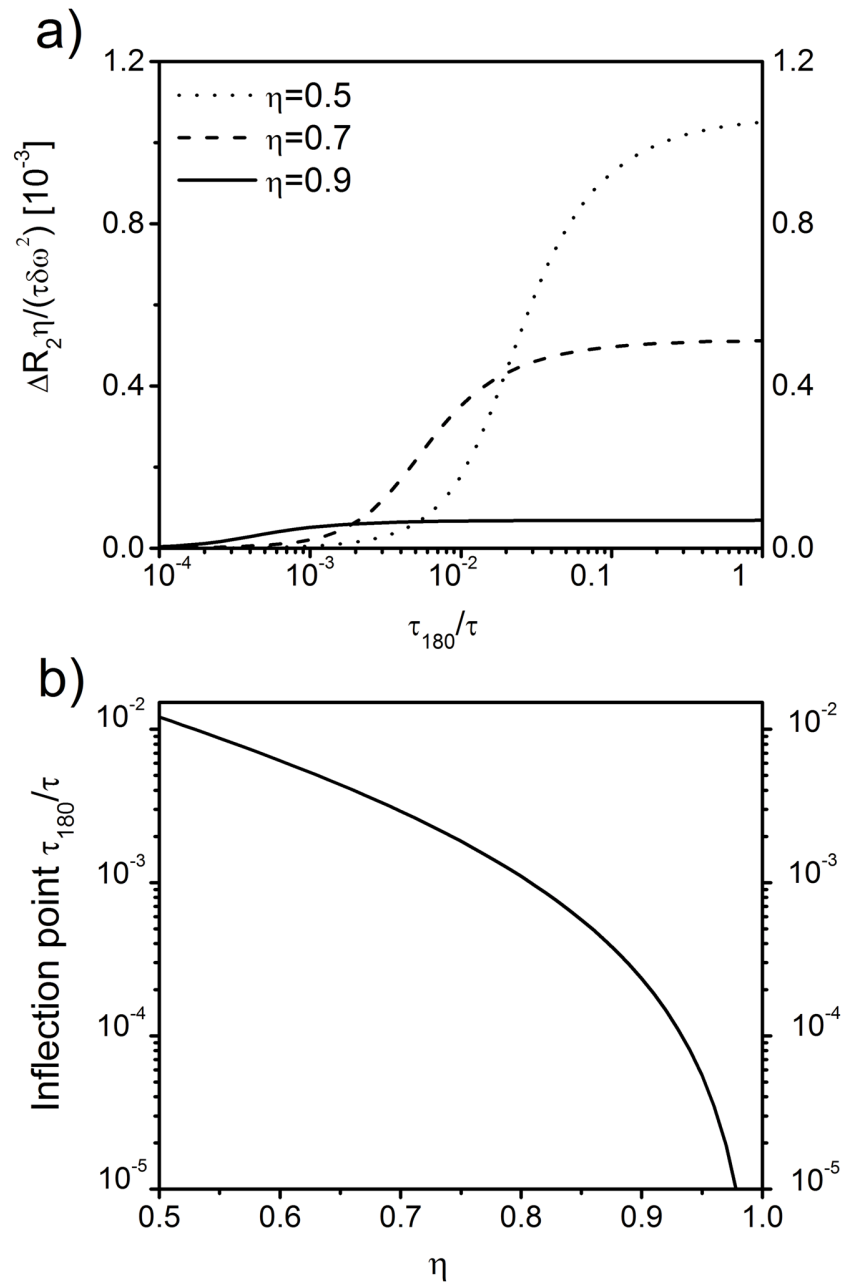 a)
1.2 1.2
η=0.5
η=0.7
η=0.9
0.8 0.8
0.4 0.4
0.0 0.0
ΔR₂η/(τδω²) [10⁻³]
10⁻⁴ 10⁻³ 10⁻² 0.1 1
τ₁₈₀/τ
b)
10⁻² 10⁻²
10⁻³ 10⁻³
10⁻⁴ 10⁻⁴
10⁻⁵ 10⁻⁵
Inflection point τ₁₈₀/τ
0.5 0.6 0.7 0.8 0.9 1.0
η